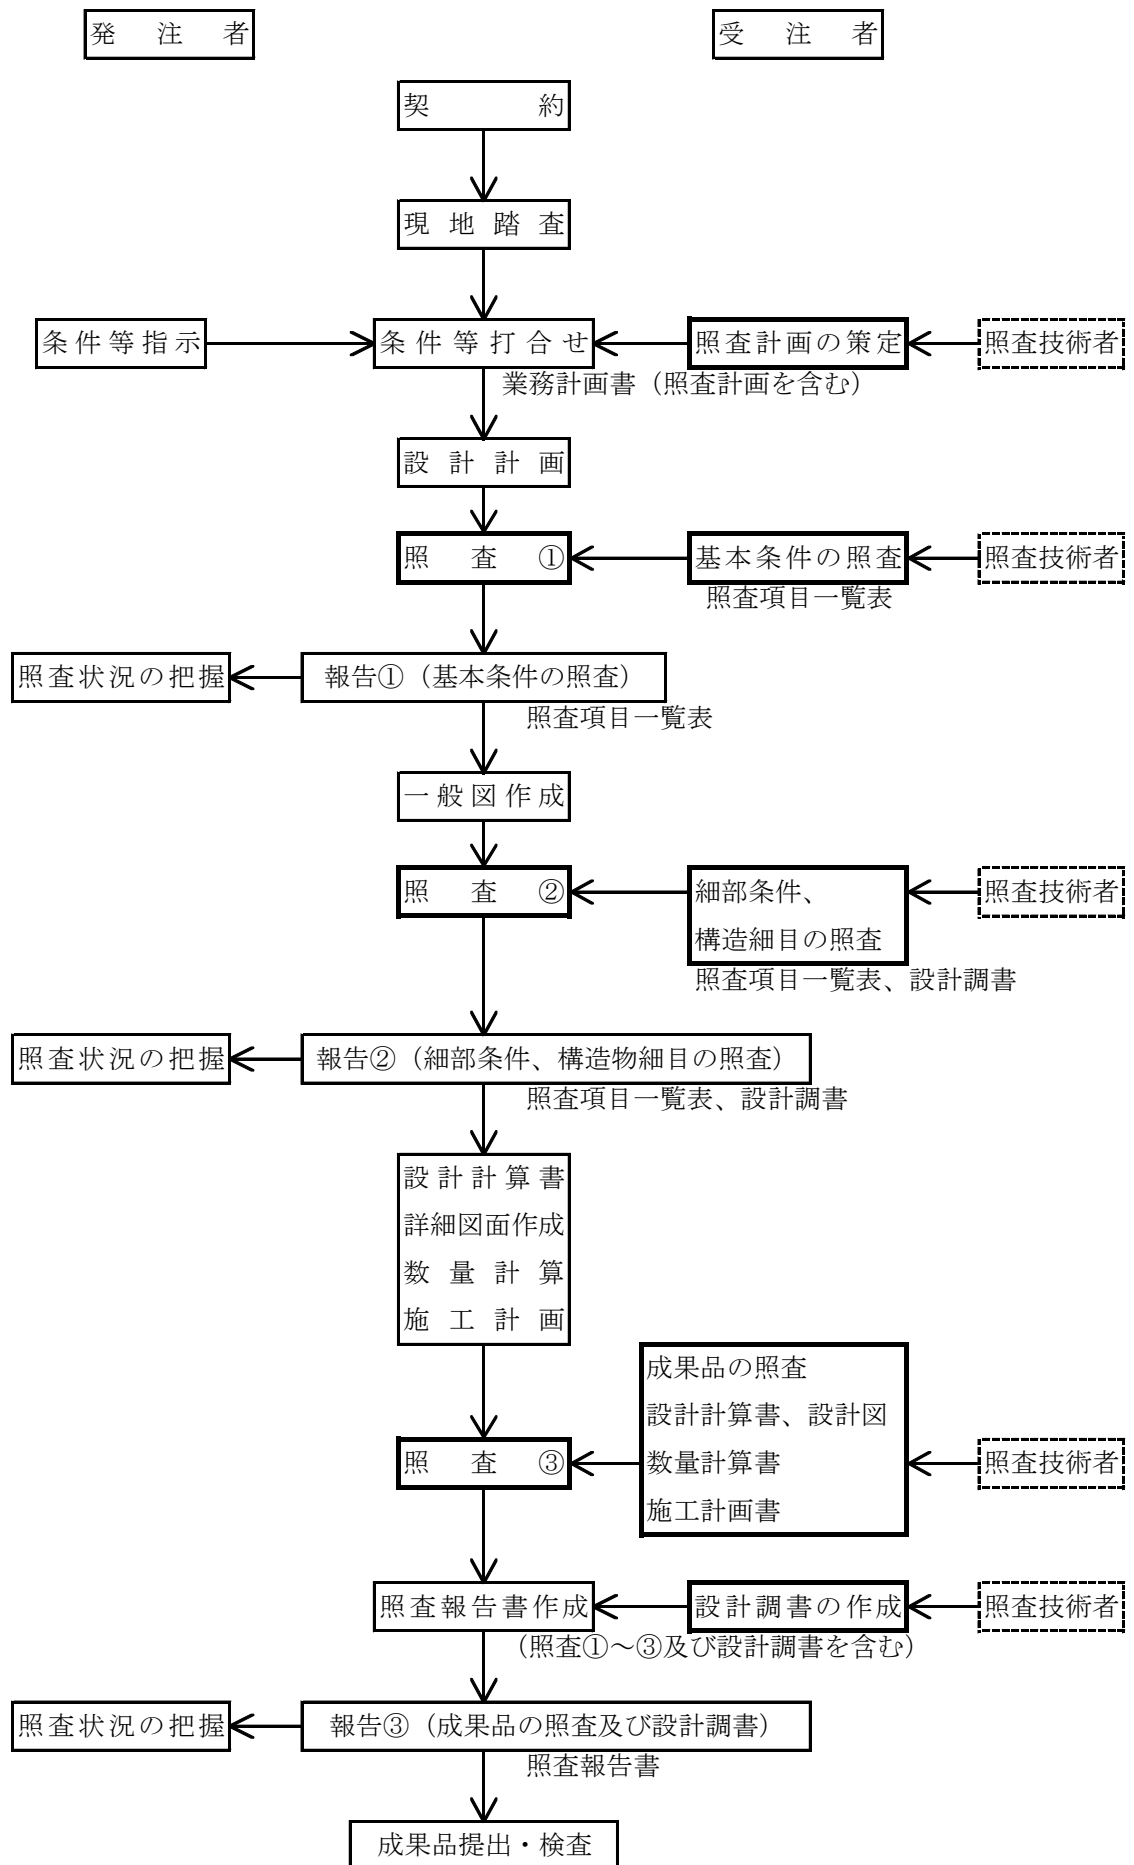 発注者
受注者
契約
現地踏査
条件等指示
条件等打合せ
照査計画の策定
照査技術者
業務計画書（照査計画を含む）
設計計画
照査①
基本条件の照査
照査技術者
照査項目一覧表
照査状況の把握
報告①（基本条件の照査）
照査項目一覧表
一般図作成
照査②
細部条件、
構造細目の照査
照査技術者
照査項目一覧表、設計調書
照査状況の把握
報告②（細部条件、構造物細目の照査）
照査項目一覧表、設計調書
設計計算書
詳細図面作成
数量計算
施工計画
照査③
成果品の照査
設計計算書、設計図
数量計算書
施工計画書
照査技術者
照査報告書作成
設計調書の作成
照査技術者
（照査①～③及び設計調書を含む）
照査状況の把握
報告③（成果品の照査及び設計調書）
照査報告書
成果品提出・検査